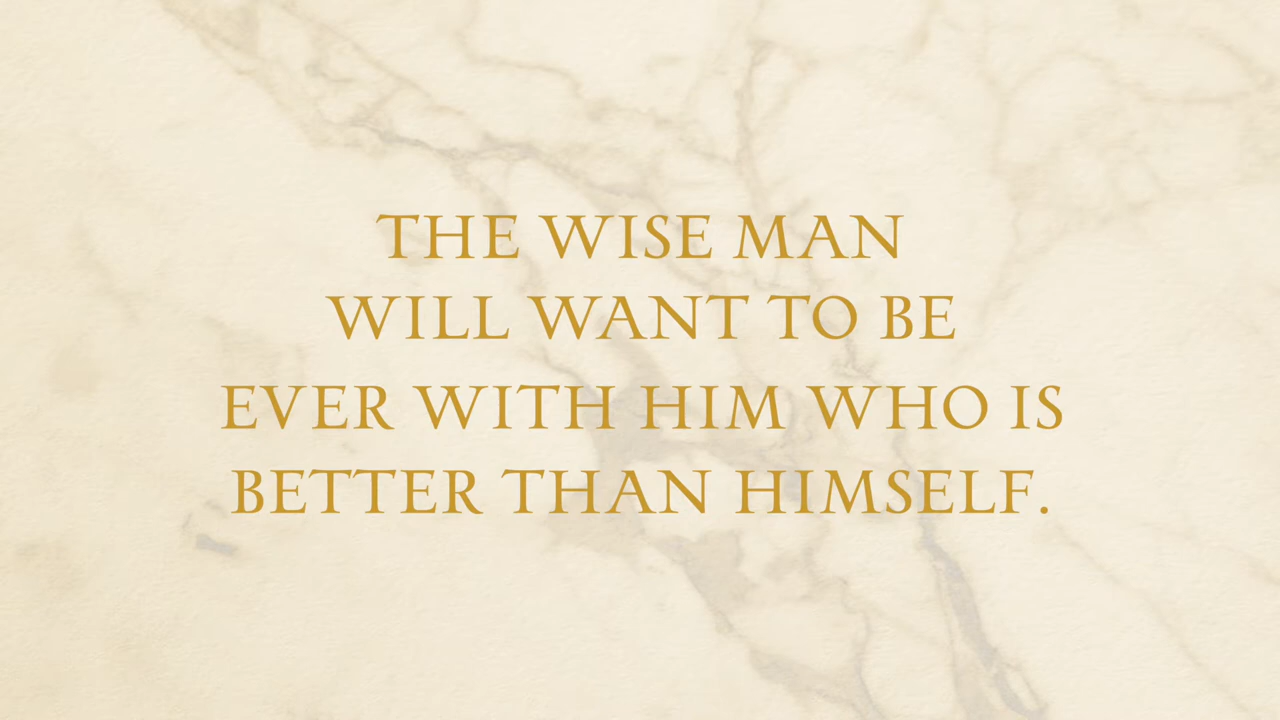 THE WISE MAN
WILL WANT TO BE
EVER WITH HIM WHO IS
BETTER THAN HIMSELF.